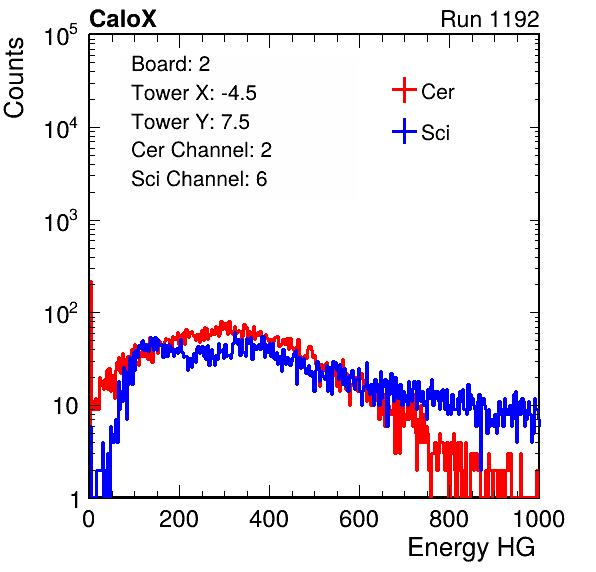 CaloX Run 1192
Counts
Board: 2
Tower X: -4.5
Tower Y: 7.5
Cer Channel: 2
Sci Channel: 6
Cer
Sci
10^5
10^4
10^3
10^2
10
1
0 200 400 600 800 1000
Energy HG